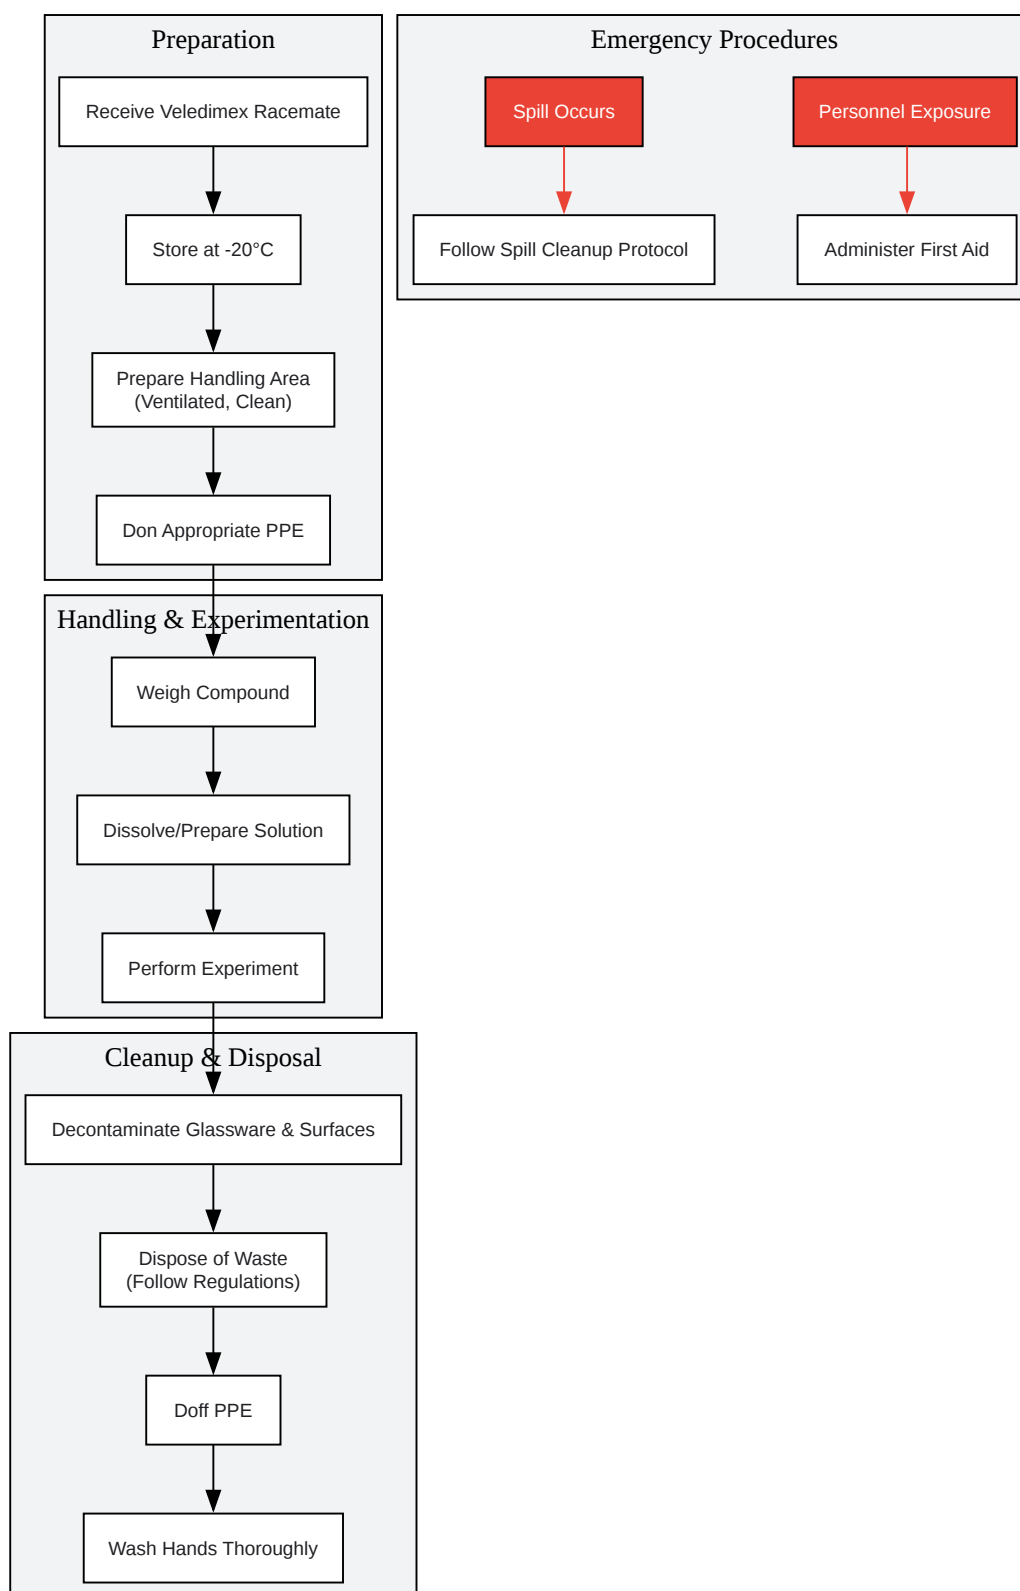 Preparation
Receive Veledimex Racemate
Store at -20°C
Prepare Handling Area
(Ventilated, Clean)
Don Appropriate PPE
Emergency Procedures
Spill Occurs
Personnel Exposure
Follow Spill Cleanup Protocol
Administer First Aid
Handling & Experimentation
Weigh Compound
Dissolve/Prepare Solution
Perform Experiment
Cleanup & Disposal
Decontaminate Glassware & Surfaces
Dispose of Waste
(Follow Regulations)
Doff PPE
Wash Hands Thoroughly